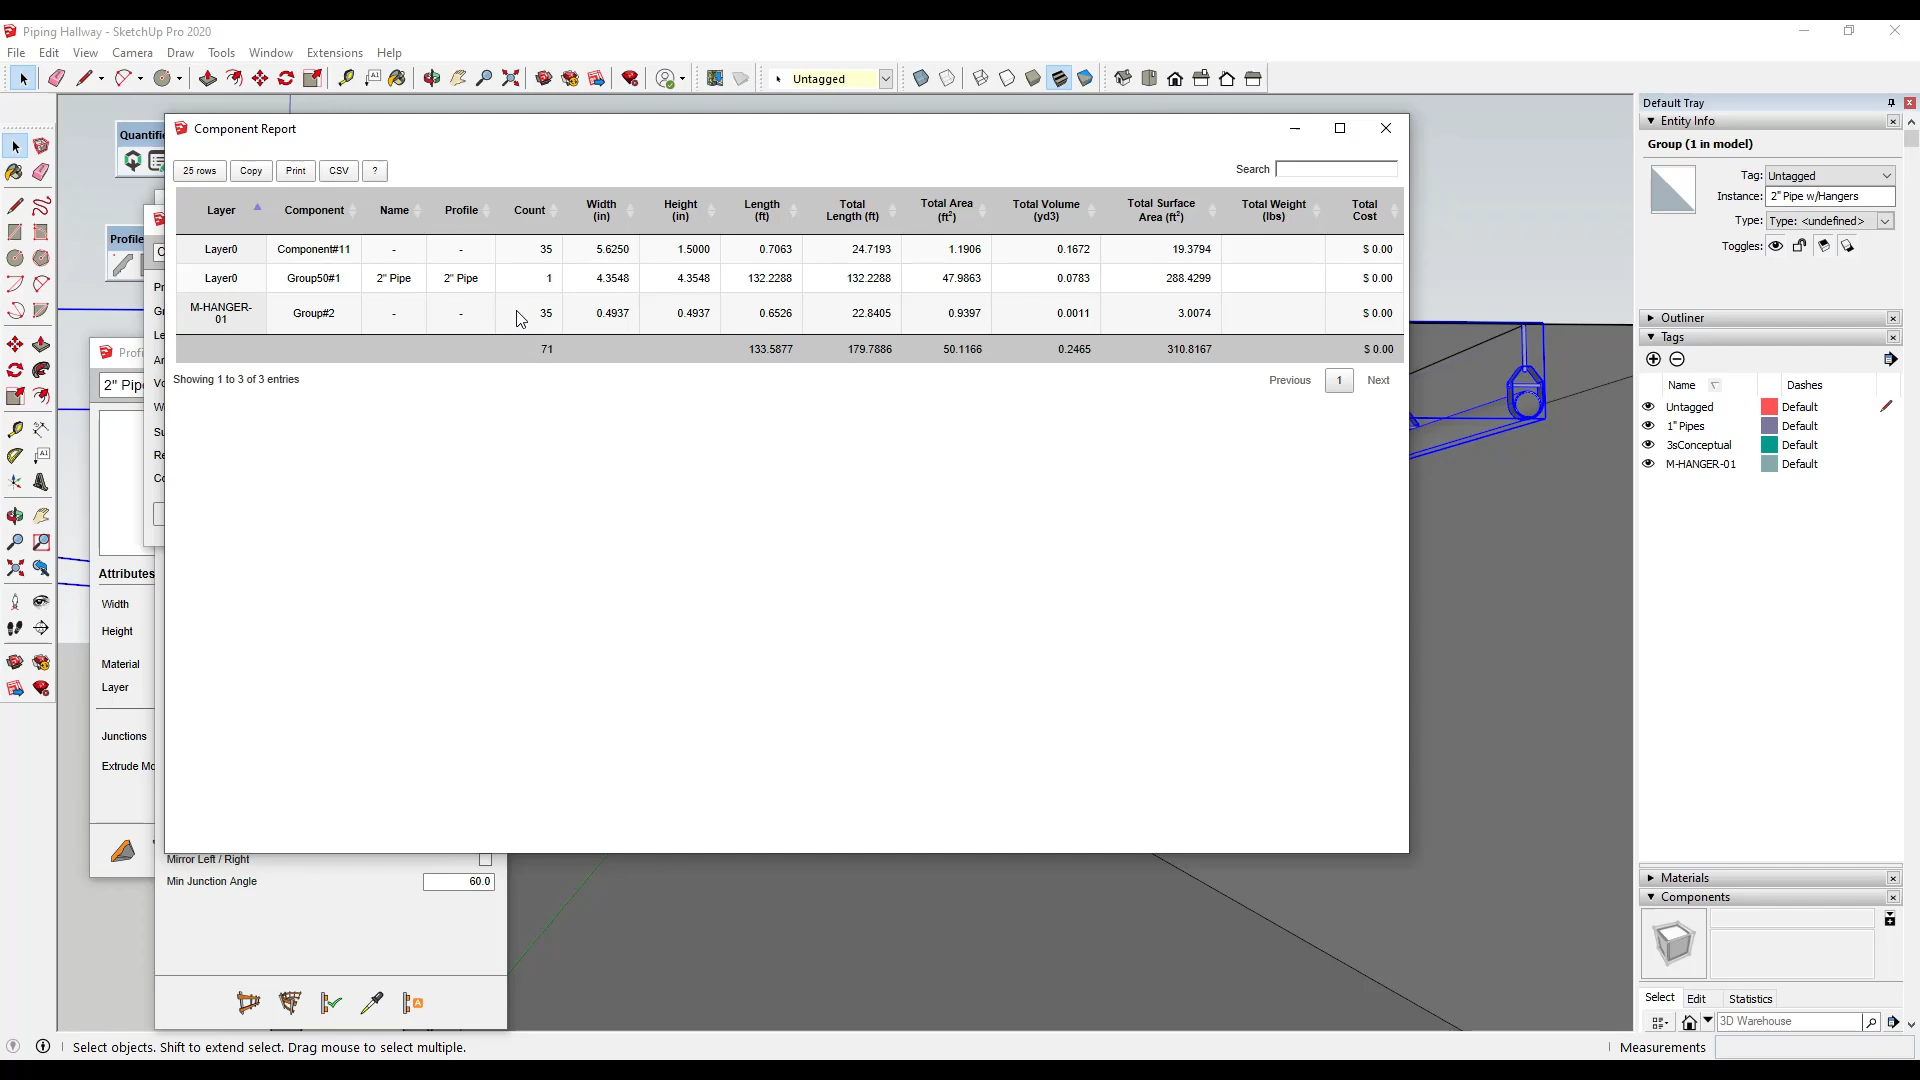 Piping Hallway - SketchUp Pro 2020
File Edit View Camera Draw Tools Window Extensions Help
Untagged
Default Tray
Entity Info
Group (1 in model)
Tag: Untagged
Instance: 2" Pipe w/Hangers
Type: Type: <undefined>
Toggles:
Outliner
Tags
Name Dashes
Untagged Default
1" Pipes Default
3sConceptual Default
M-HANGER-01 Default
Materials
Components
Select Edit Statistics
3D Warehouse
Component Report
25 rows Copy Print CSV ?
Search
Layer Component Name Profile Count Width (in) Height (in) Length (ft) Total Length (ft) Total Area (ft²) Total Volume (yd3) Total Surface Area (ft²) Total Weight (lbs) Total Cost
Layer0 Component#11 - - 35 5.6250 1.5000 0.7063 24.7193 1.1906 0.1672 19.3794 $ 0.00
Layer0 Group50#1 2" Pipe 2" Pipe 1 4.3548 4.3548 132.2288 132.2288 47.9863 0.0783 288.4299 $ 0.00
M-HANGER-01 Group#2 - - 35 0.4937 0.4937 0.6526 22.8405 0.9397 0.0011 3.0074 $ 0.00
71 133.5877 179.7886 50.1166 0.2465 310.8167 $ 0.00
Showing 1 to 3 of 3 entries
Previous 1 Next
2" Pip
Attributes
Width
Height
Material
Layer
Junctions
Extrude Mo
Mirror Left / Right
Min Junction Angle 60.0
Select objects. Shift to extend select. Drag mouse to select multiple.
Measurements